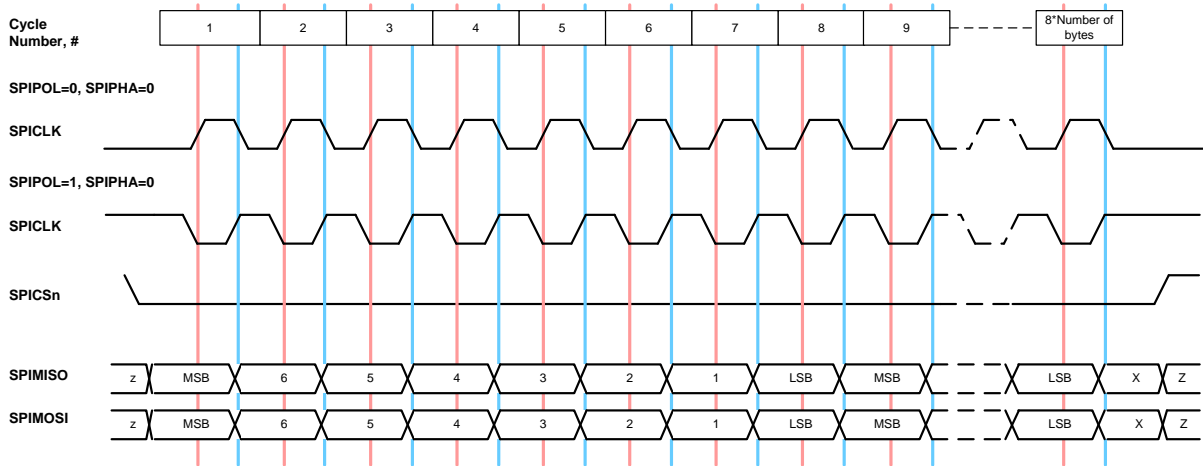 Cycle
Number, #
1 2 3 4 5 6 7 8 9
8*Number of
bytes
SPIPOL=0, SPIPHA=0
SPICLK
SPIPOL=1, SPIPHA=0
SPICLK
SPICSn
SPIMISO z MSB 6 5 4 3 2 1 LSB MSB LSB X Z
SPIMOSI z MSB 6 5 4 3 2 1 LSB MSB LSB X Z